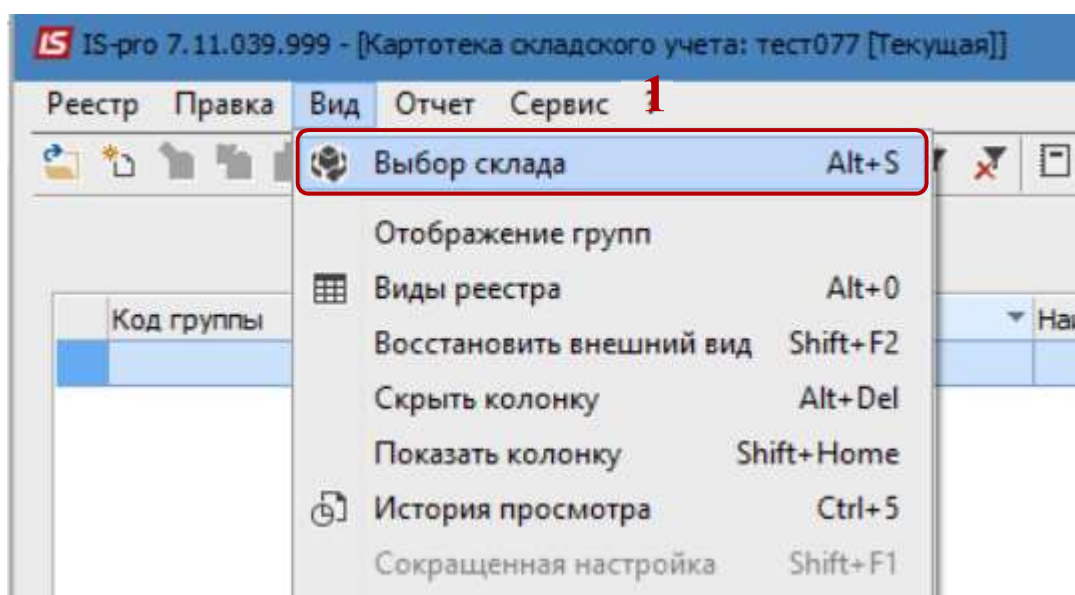 IS IS-pro 7.11.039.999 - [Картотека складского учета: тест077 [Текущая]]
Реестр Правка Вид Отчет Сервис ?
1
Выбор склада Alt+S
Отображение групп
Виды реестра Alt+0
Код группы
Восстановить внешний вид Shift+F2
Скрыть колонку Alt+Del
Показать колонку Shift+Home
История просмотра Ctrl+5
Сокращенная настройка Shift+F1